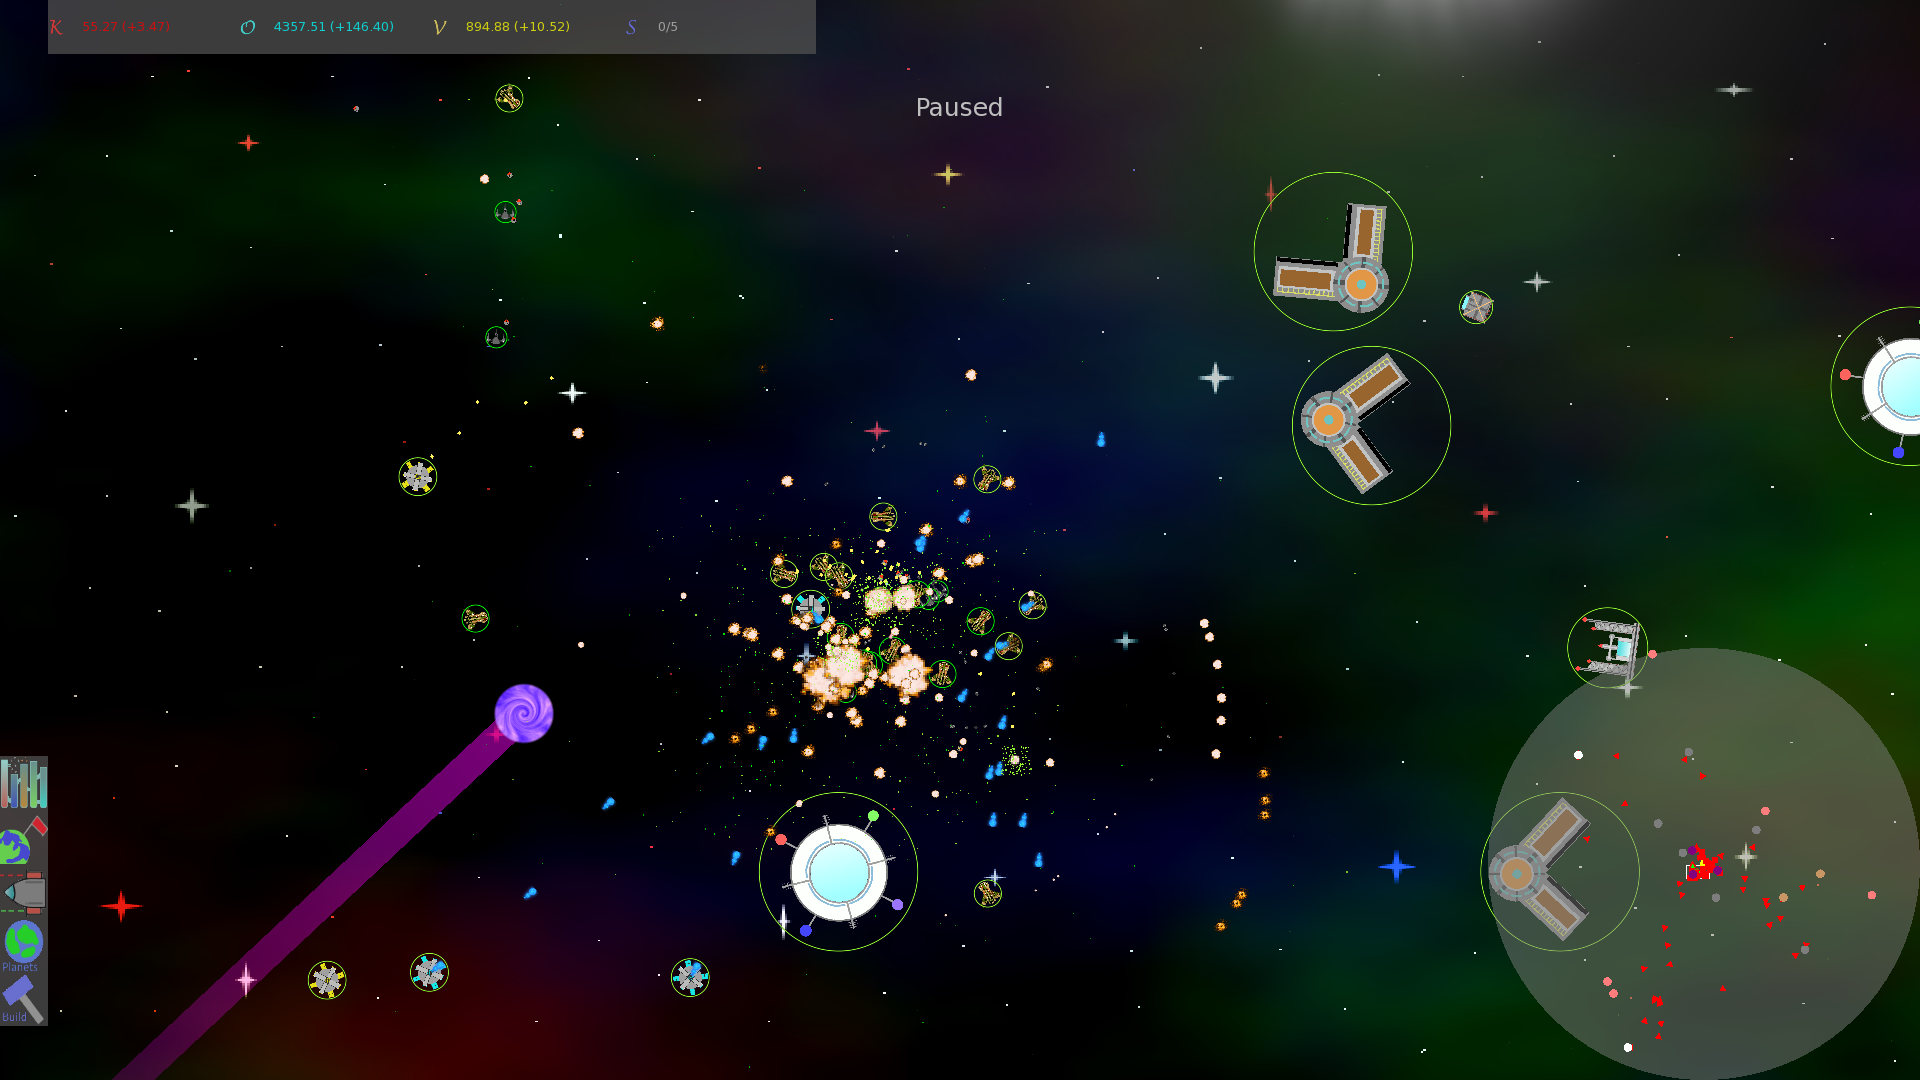 K 55.27 (+3.47) O 4357.51 (+146.40) V 894.88 (+10.52) S 0/5
Paused
Planets
Build